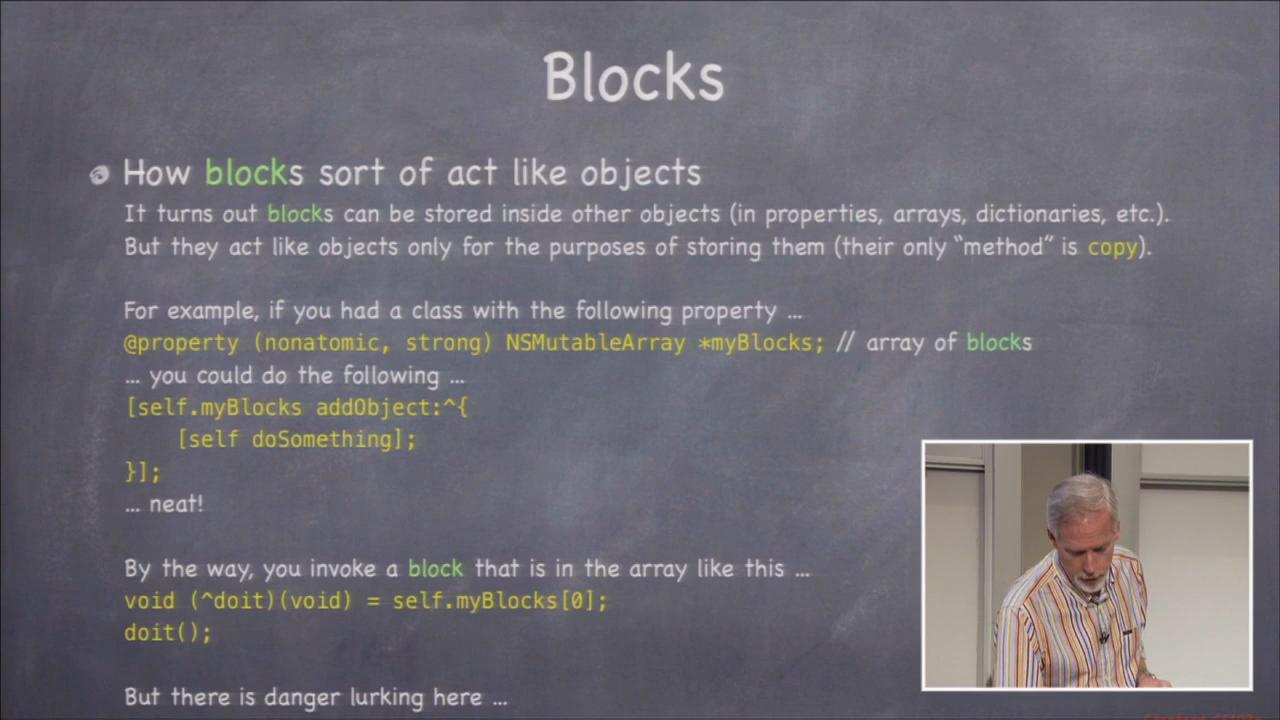 Blocks
How blocks sort of act like objects
It turns out blocks can be stored inside other objects (in properties, arrays, dictionaries, etc.).
But they act like objects only for the purposes of storing them (their only “method” is copy).
For example, if you had a class with the following property ...
@property (nonatomic, strong) NSMutableArray *myBlocks; // array of blocks
... you could do the following ...
[self.myBlocks addObject:^{
    [self doSomething];
}];
... neat!
By the way, you invoke a block that is in the array like this ...
void (^doit)(void) = self.myBlocks[0];
doit();
But there is danger lurking here ...